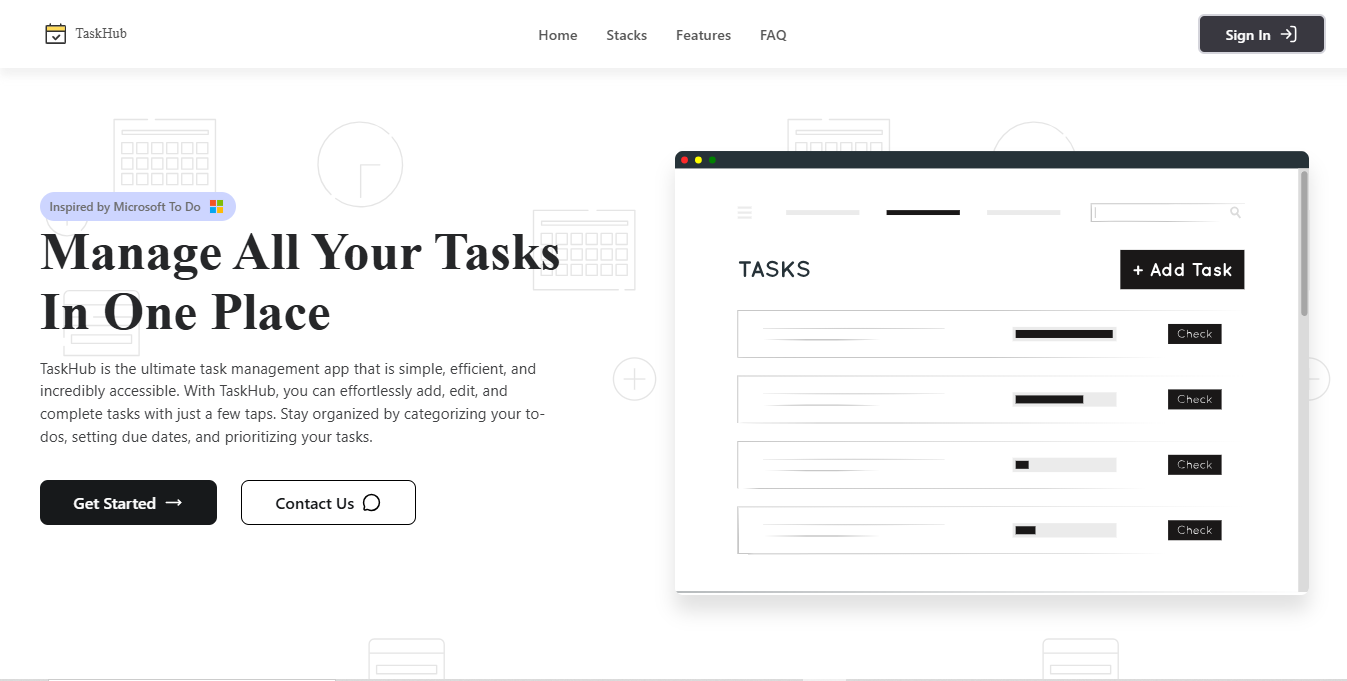 TaskHub
Home
Stacks
Features
FAQ
Sign In
Inspired by Microsoft To Do
Manage All Your Tasks
In One Place
TaskHub is the ultimate task management app that is simple, efficient, and
incredibly accessible. With TaskHub, you can effortlessly add, edit, and
complete tasks with just a few taps. Stay organized by categorizing your to-
dos, setting due dates, and prioritizing your tasks.
Get Started →
Contact Us
TASKS
+ Add Task
Check
Check
Check
Check